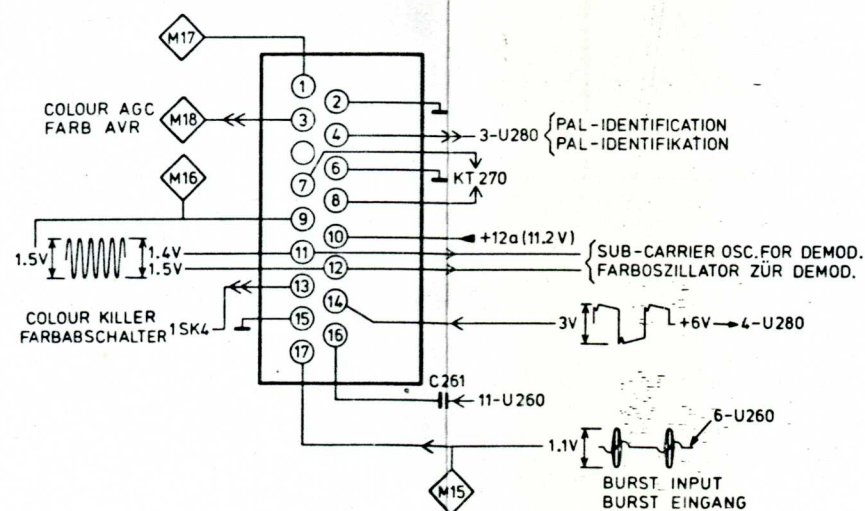 M17
1
2
COLOUR AGC
FARB AVR
M18
3
4
3-U280
PAL-IDENTIFICATION
PAL-IDENTIFIKATION
M16
6
KT270
7
8
9
10
+12a (11.2V)
1.5V
1.4V
1.5V
11
12
SUB-CARRIER OSC.FOR DEMOD.
FARBOSZILLATOR ZÜR DEMOD.
13
14
COLOUR KILLER
FARBABSCHALTER
1SK4
15
16
3V
+6V
4-U280
17
C261
11-U260
6-U260
1.1V
M15
BURST INPUT
BURST EINGANG